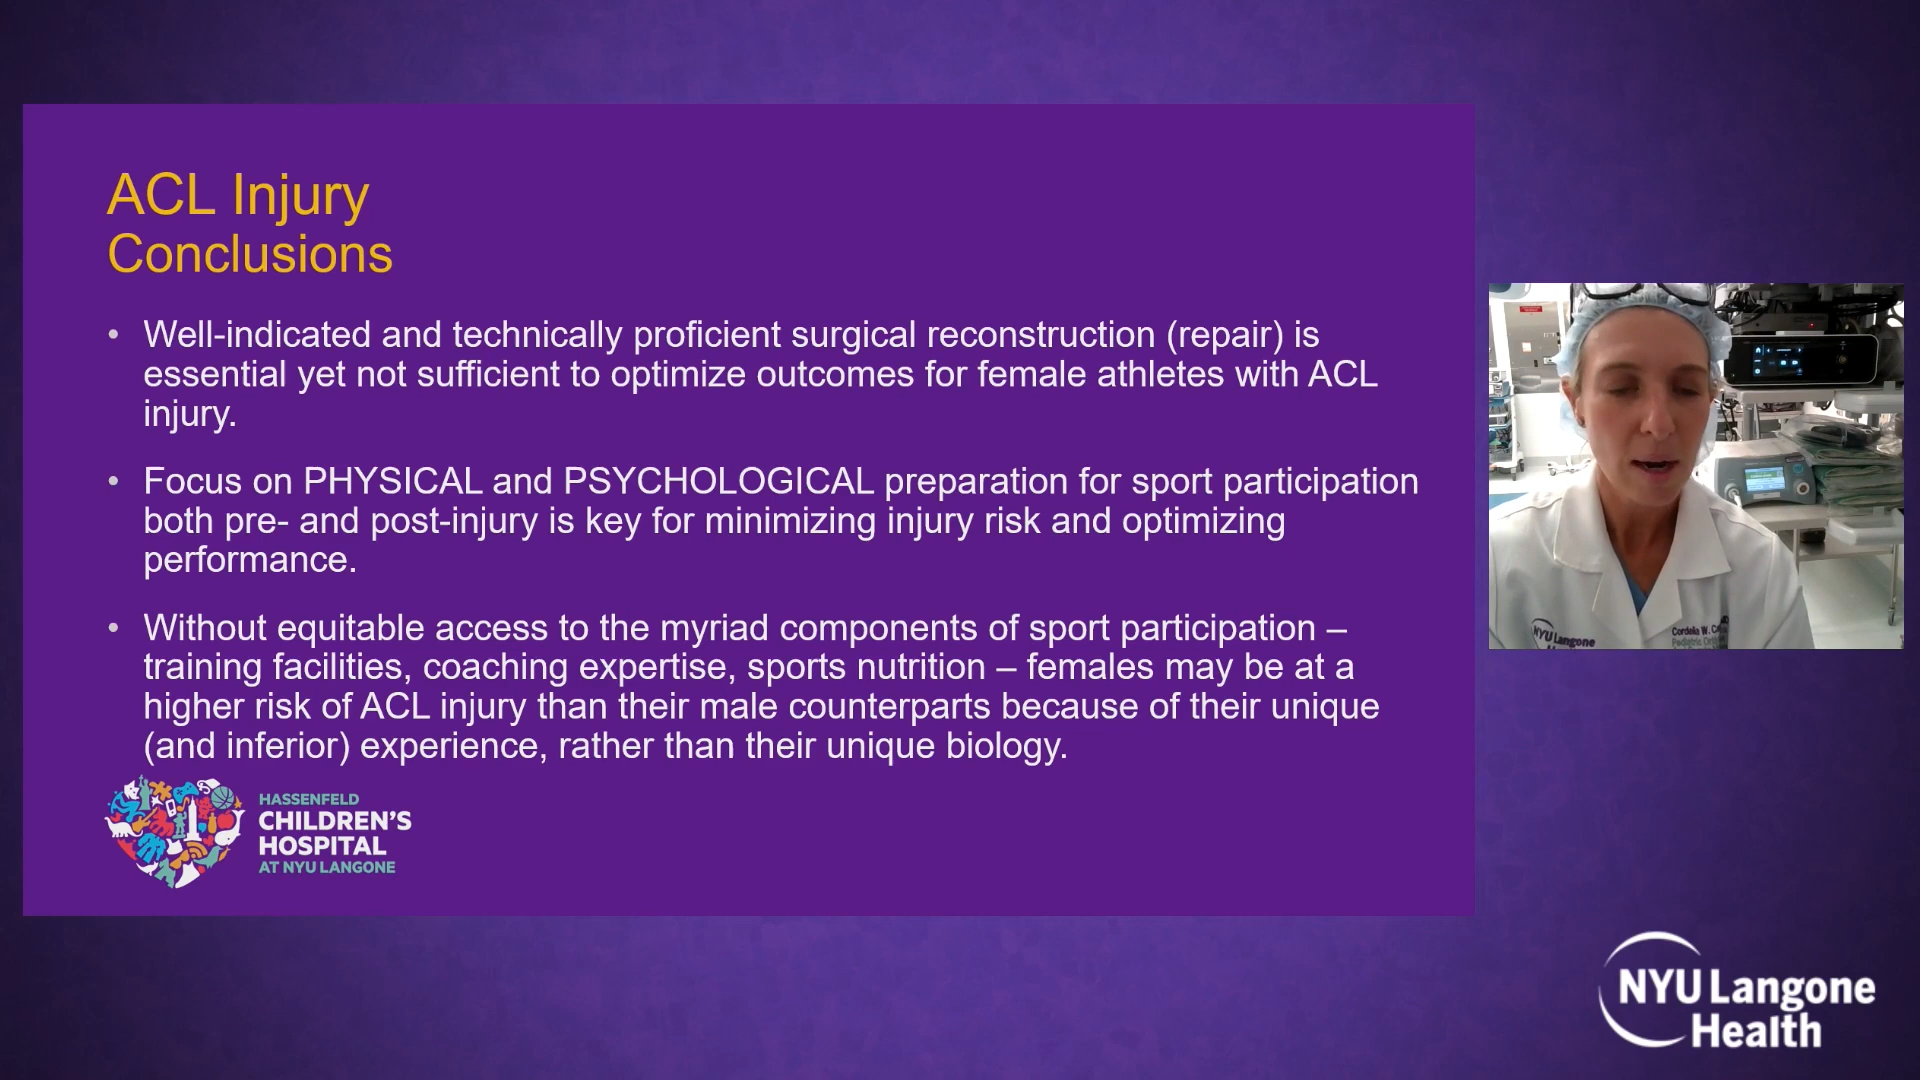 ACL Injury
Conclusions
• Well-indicated and technically proficient surgical reconstruction (repair) is
essential yet not sufficient to optimize outcomes for female athletes with ACL
injury.
• Focus on PHYSICAL and PSYCHOLOGICAL preparation for sport participation
both pre- and post-injury is key for minimizing injury risk and optimizing
performance.
• Without equitable access to the myriad components of sport participation –
training facilities, coaching expertise, sports nutrition – females may be at a
higher risk of ACL injury than their male counterparts because of their unique
(and inferior) experience, rather than their unique biology.
HASSENFELD
CHILDREN'S
HOSPITAL
AT NYU LANGONE
NYU Langone
Cordelia W.
Pediatric
NYU Langone
Health